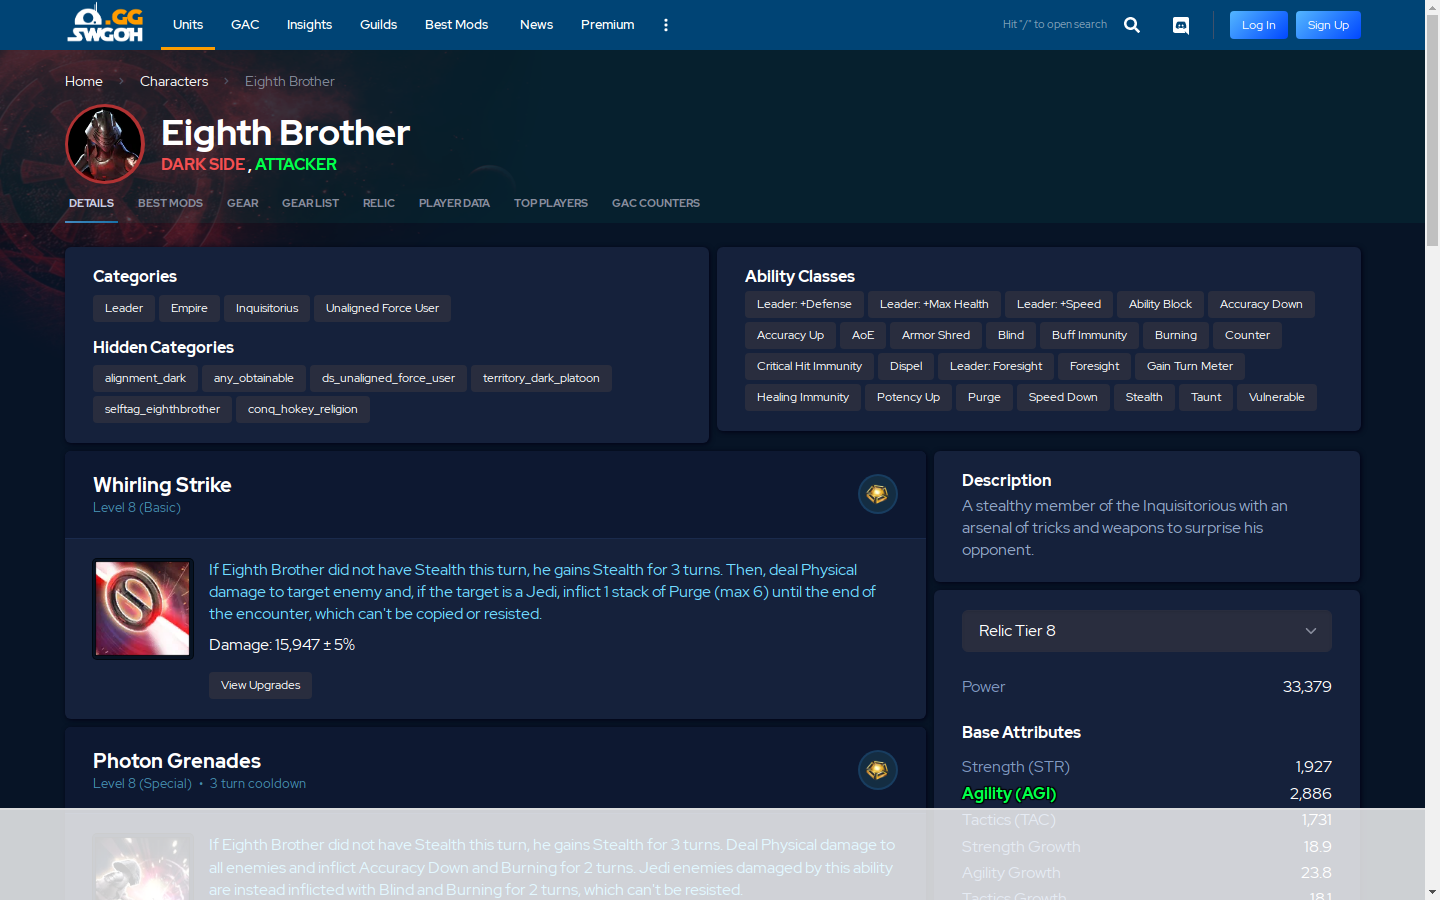 .GG
SWGOH
Units
GAC
Insights
Guilds
Best Mods
News
Premium
Hit "/" to open search
Log In
Sign Up
Home
Characters
Eighth Brother
Eighth Brother
DARK SIDE , ATTACKER
DETAILS
BEST MODS
GEAR
GEAR LIST
RELIC
PLAYER DATA
TOP PLAYERS
GAC COUNTERS
Categories
Leader
Empire
Inquisitorius
Unaligned Force User
Hidden Categories
alignment_dark
any_obtainable
ds_unaligned_force_user
territory_dark_platoon
selftag_eighthbrother
conq_hokey_religion
Ability Classes
Leader: +Defense
Leader: +Max Health
Leader: +Speed
Ability Block
Accuracy Down
Accuracy Up
AoE
Armor Shred
Blind
Buff Immunity
Burning
Counter
Critical Hit Immunity
Dispel
Leader: Foresight
Foresight
Gain Turn Meter
Healing Immunity
Potency Up
Purge
Speed Down
Stealth
Taunt
Vulnerable
Whirling Strike
Level 8 (Basic)
If Eighth Brother did not have Stealth this turn, he gains Stealth for 3 turns. Then, deal Physical
damage to target enemy and, if the target is a Jedi, inflict 1 stack of Purge (max 6) until the end of
the encounter, which can't be copied or resisted.
Damage: 15,947 ± 5%
View Upgrades
Photon Grenades
Level 8 (Special) • 3 turn cooldown
If Eighth Brother did not have Stealth this turn, he gains Stealth for 3 turns. Deal Physical damage to
all enemies and inflict Accuracy Down and Burning for 2 turns. Jedi enemies damaged by this ability
are instead inflicted with Blind and Burning for 2 turns, which can't be resisted.
Description
A stealthy member of the Inquisitorious with an
arsenal of tricks and weapons to surprise his
opponent.
Relic Tier 8
Power 33,379
Base Attributes
Strength (STR) 1,927
Agility (AGI) 2,886
Tactics (TAC) 1,731
Strength Growth 18.9
Agility Growth 23.8
Tactics Growth 18.1